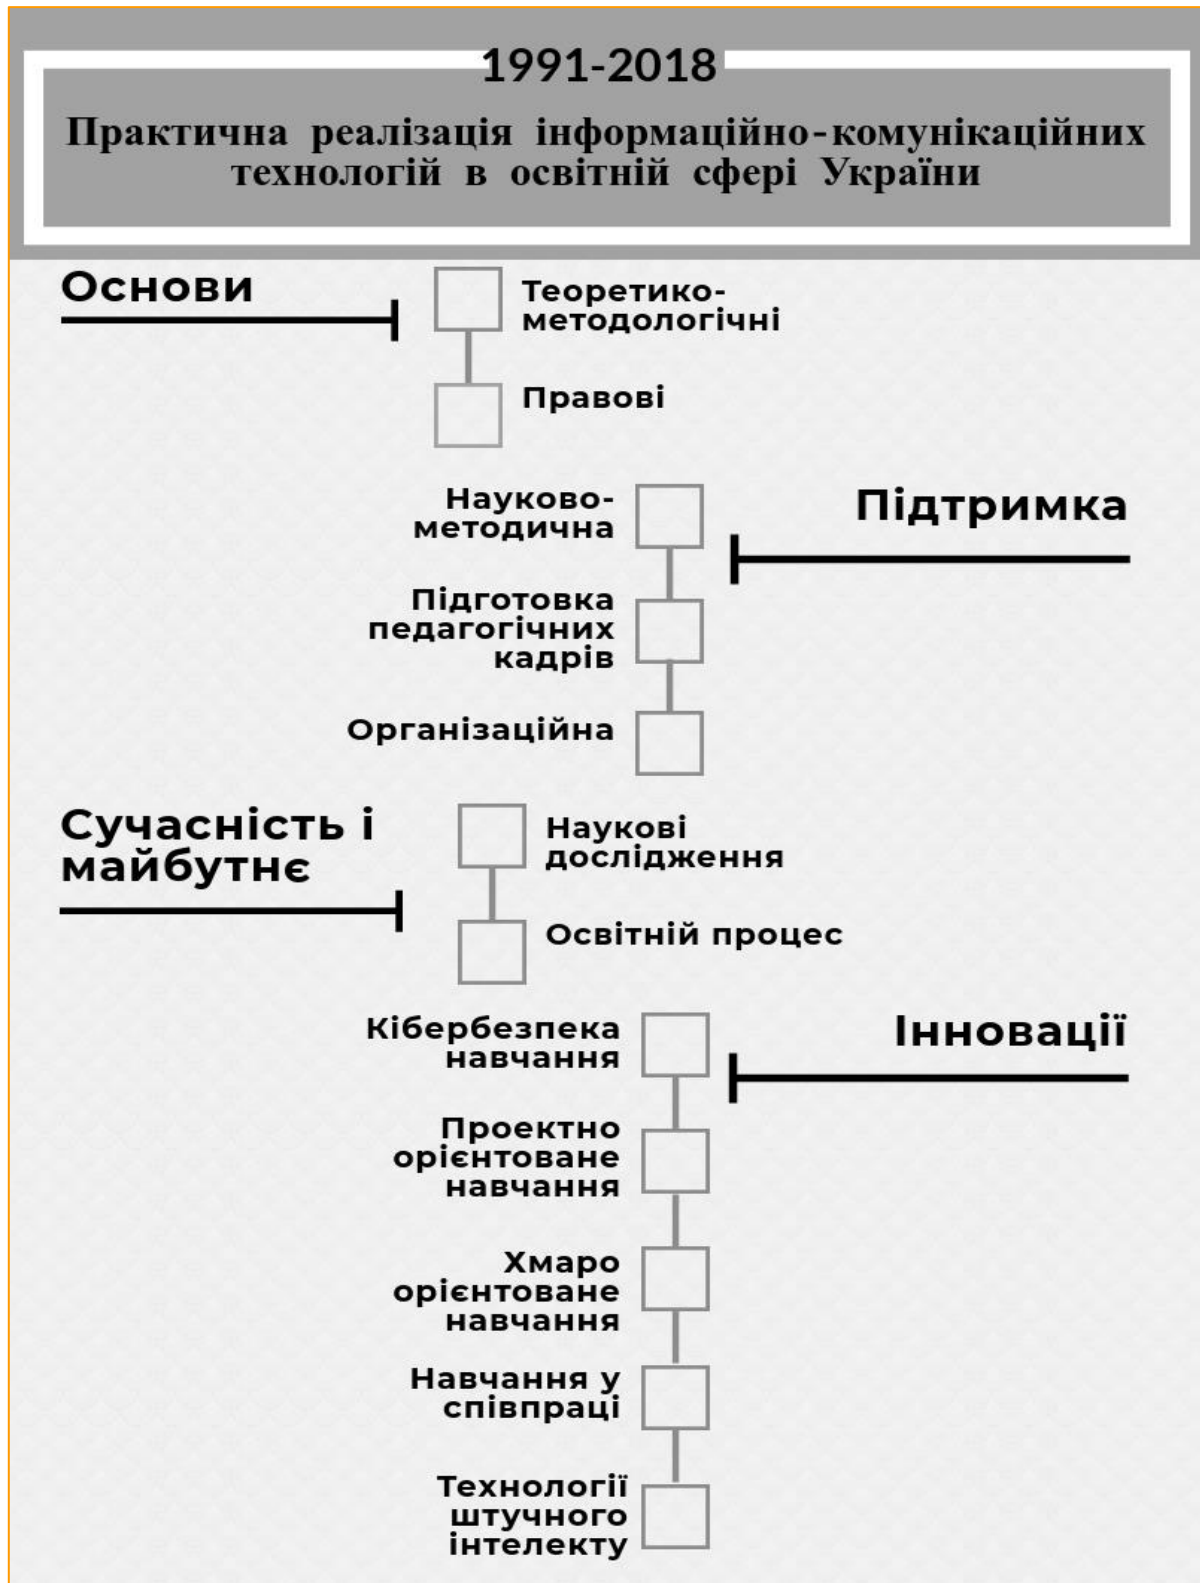 1991-2018
Практична реалізація інформаційно-комунікаційних
технологій в освітній сфері України
Основи
Теоретико-
методологічні
Правові
Підтримка
Науково-
методична
Підготовка
педагогічних
кадрів
Організаційна
Сучасність і
майбутнє
Наукові
дослідження
Освітній процес
Інновації
Кібербезпека
навчання
Проектно
орієнтоване
навчання
Хмаро
орієнтоване
навчання
Навчання у
співпраці
Технології
штучного
інтелекту